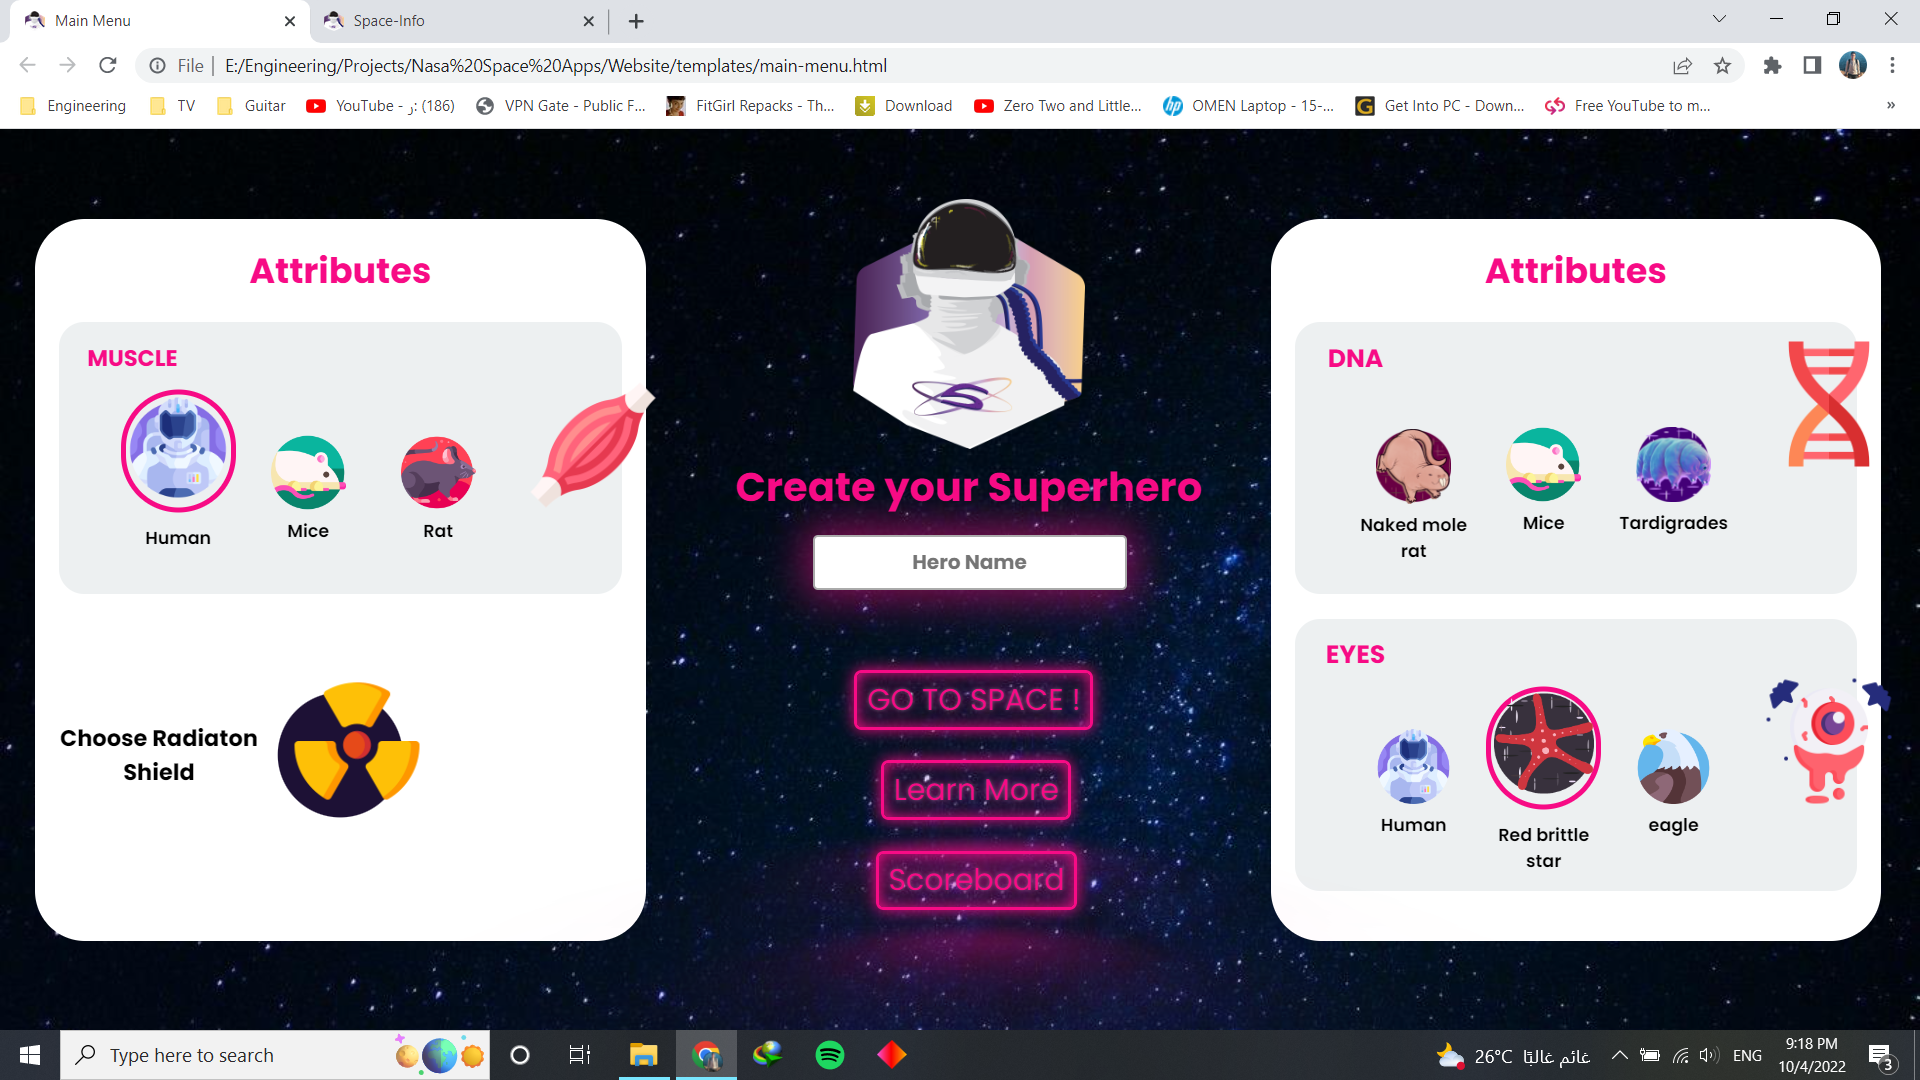 Main Menu
Space-Info
File | E:/Engineering/Projects/Nasa%20Space%20Apps/Website/templates/main-menu.html
Engineering
TV
Guitar
YouTube - ر: (186)
VPN Gate - Public F...
FitGirl Repacks - Th...
Download
Zero Two and Little...
OMEN Laptop - 15-...
Get Into PC - Down...
Free YouTube to m...
»
Attributes
MUSCLE
Human
Mice
Rat
Choose Radiaton
Shield
Create your Superhero
Hero Name
GO TO SPACE !
Learn More
Scoreboard
Attributes
DNA
Naked mole
rat
Mice
Tardigrades
EYES
Human
Red brittle
star
eagle
Type here to search
26°C غائم غالبًا
ENG
9:18 PM
10/4/2022
3